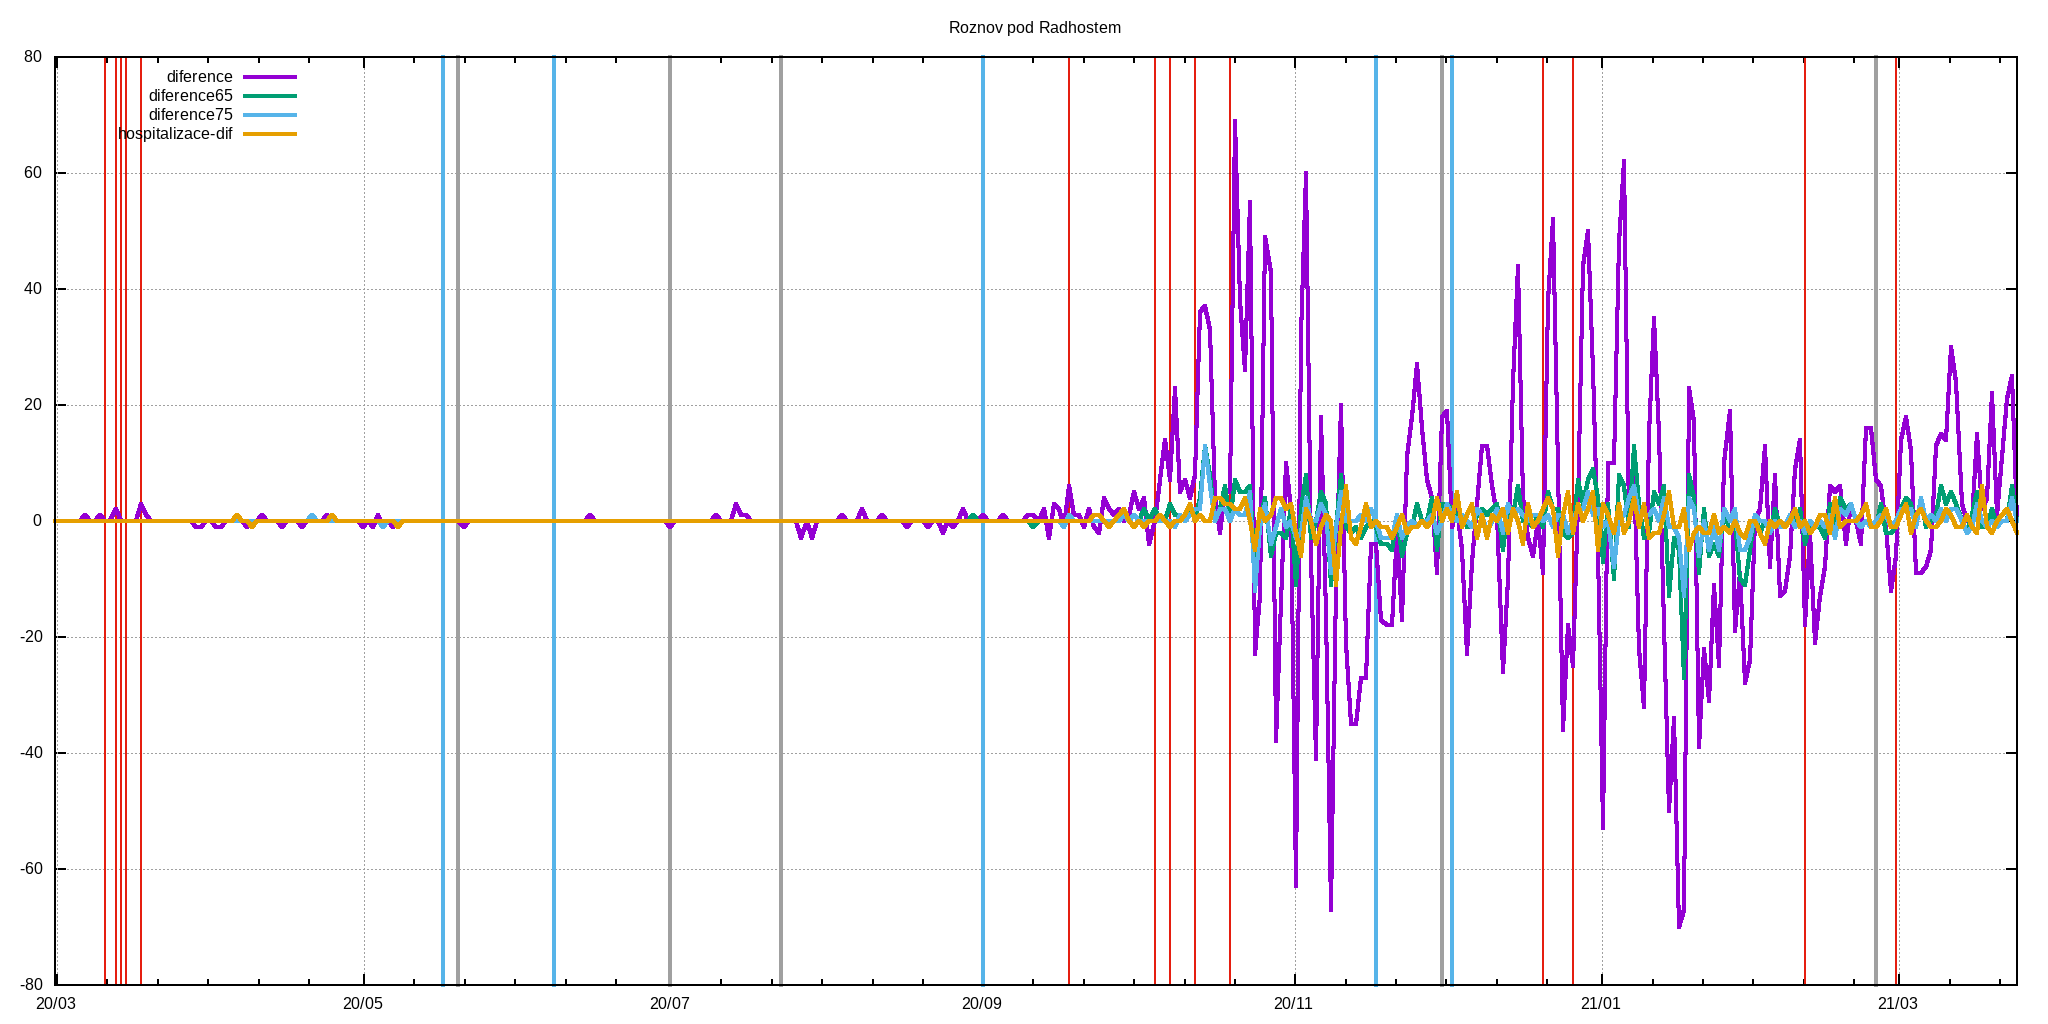 Roznov pod Radhostem
80
diference
diference65
diference75
hospitalizace-dif
60
40
20
0
-20
-40
-60
-80
20/03 20/05 20/07 20/09 20/11 21/01 21/03